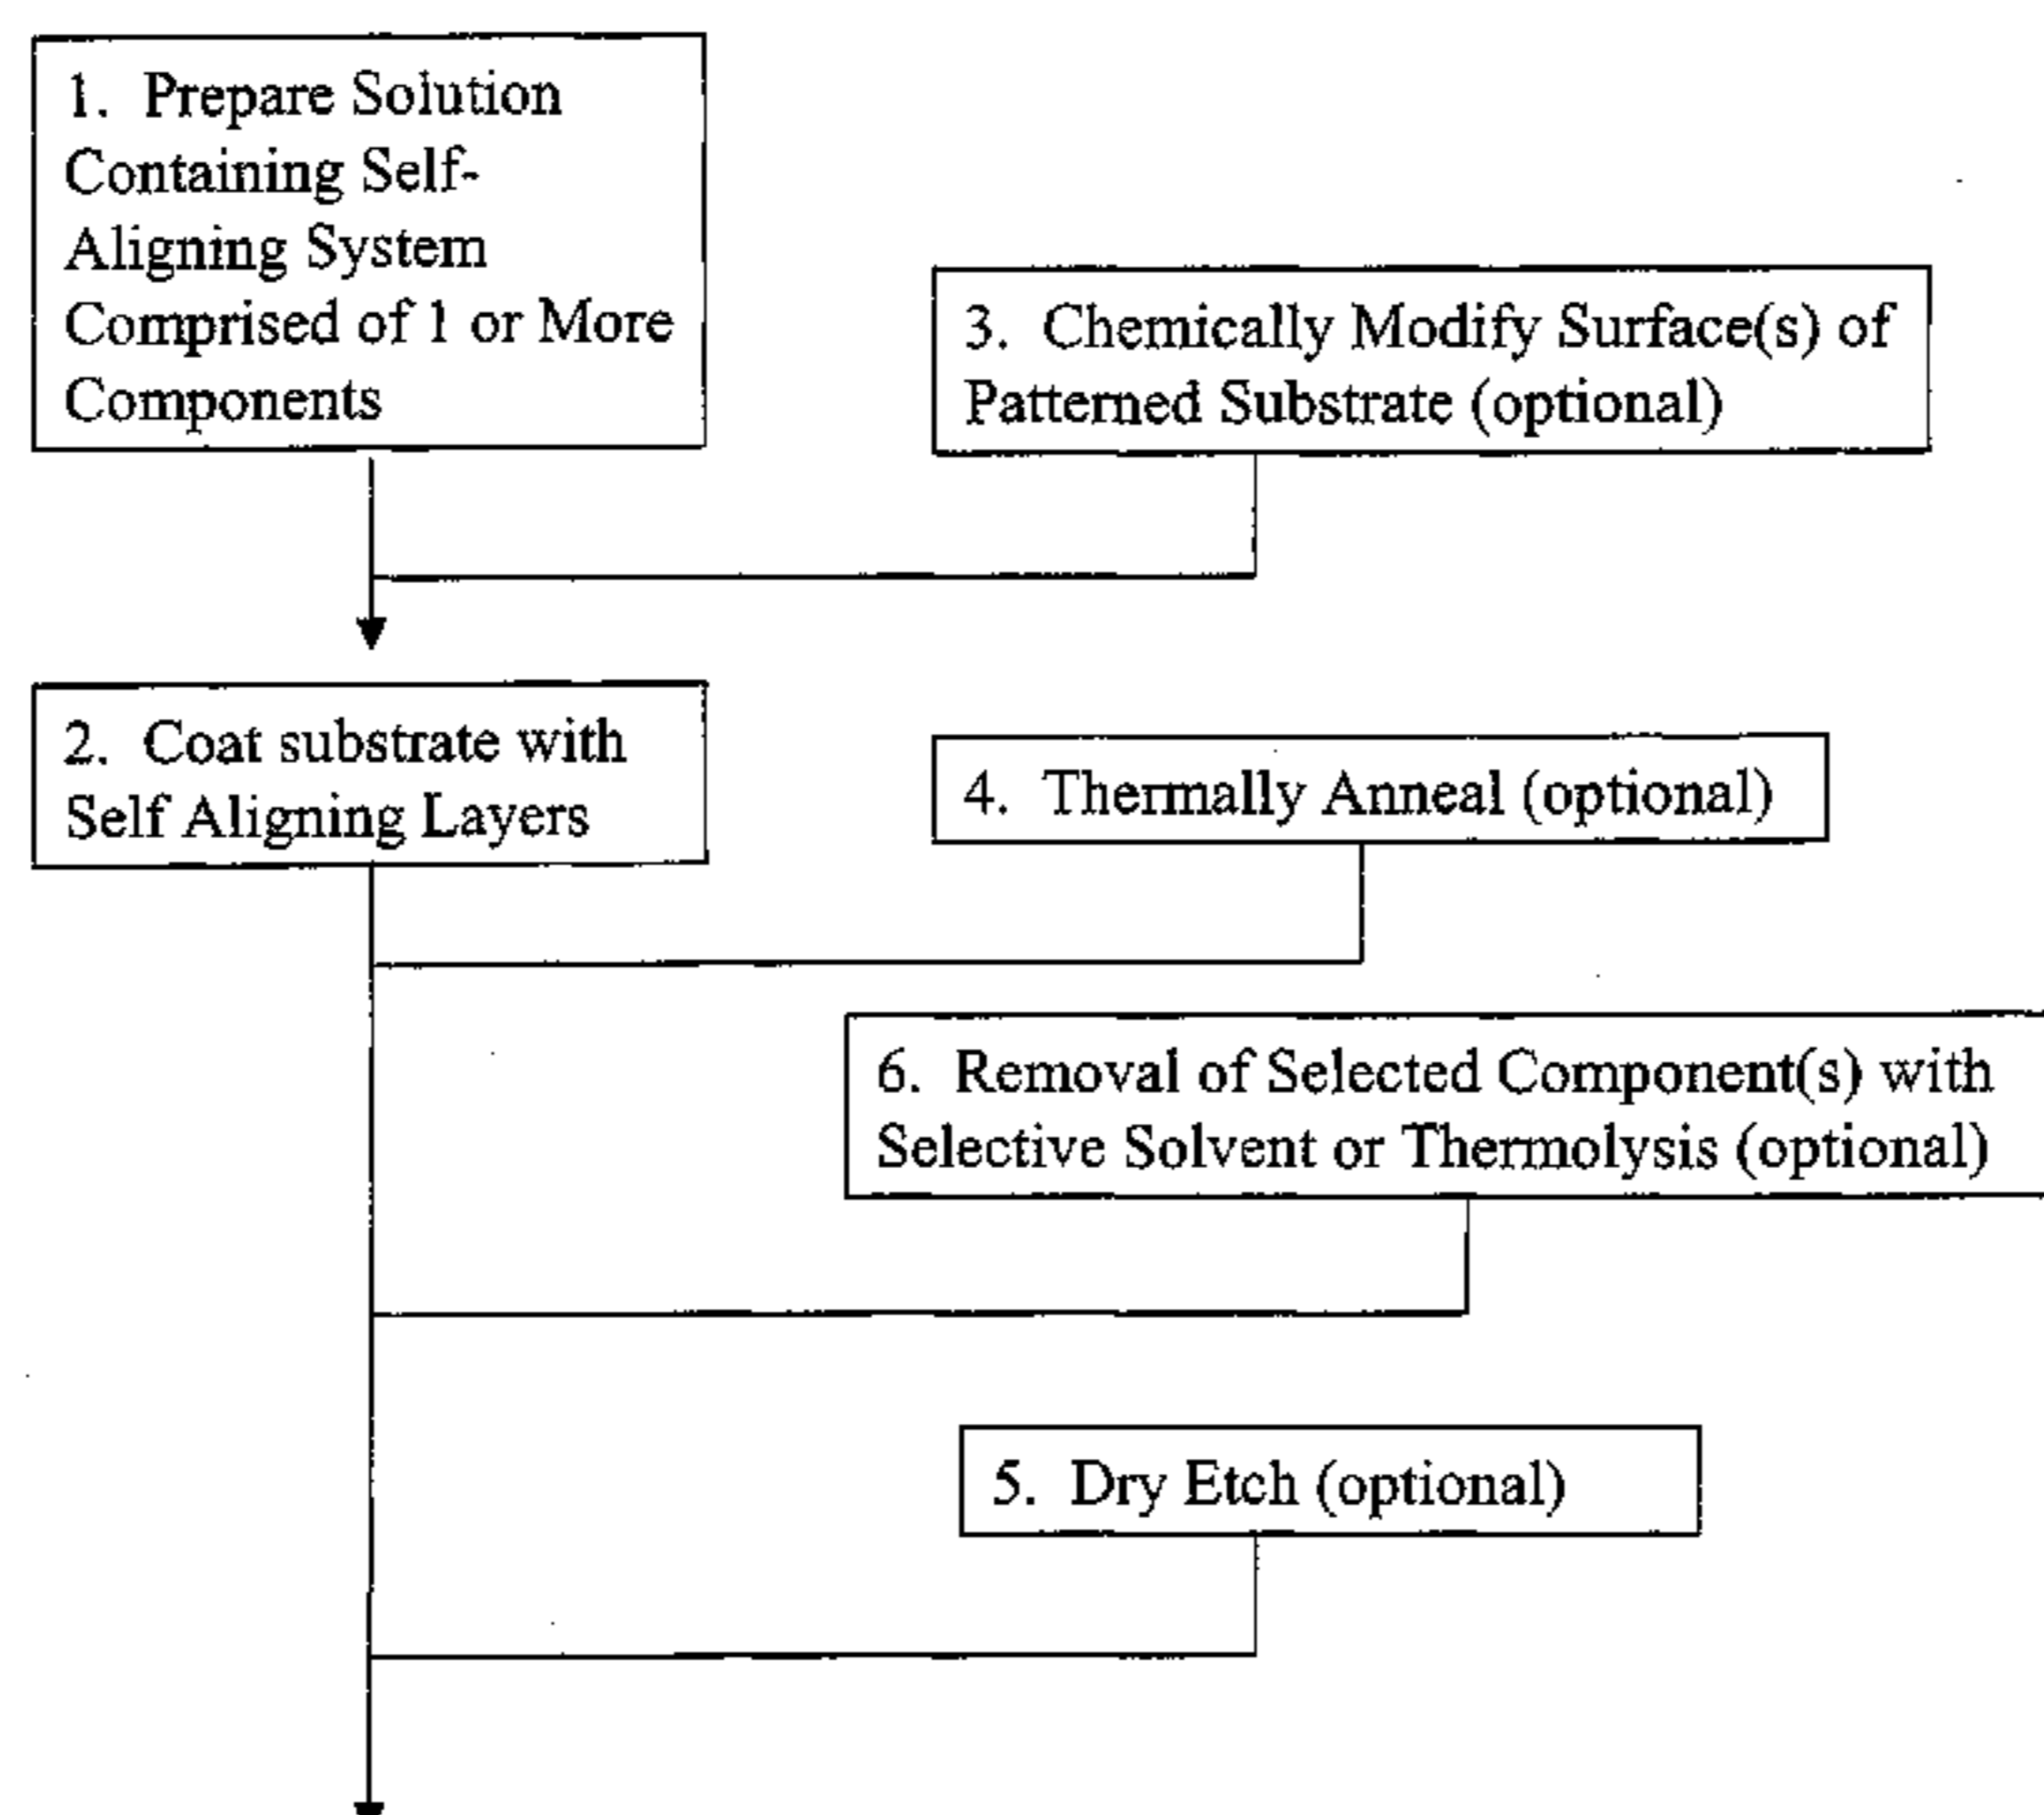 1. Prepare Solution
Containing Self-
Aligning System
Comprised of 1 or More
Components
3. Chemically Modify Surface(s) of
Patterned Substrate (optional)
2. Coat substrate with
Self Aligning Layers
4. Thermally Anneal (optional)
6. Removal of Selected Component(s) with
Selective Solvent or Thermolysis (optional)
5. Dry Etch (optional)